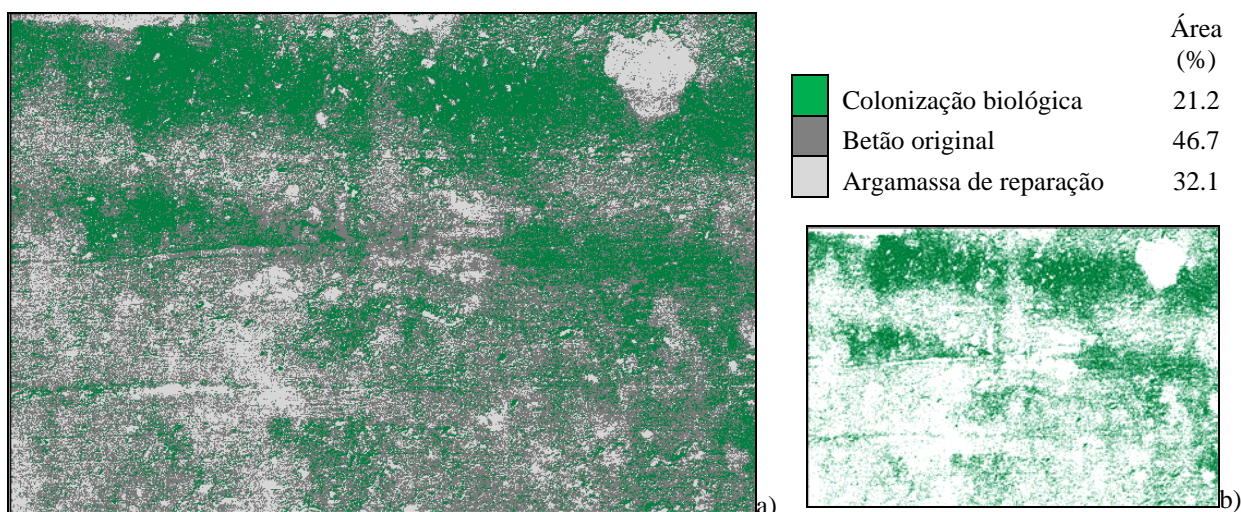 Área
(%)
Colonização biológica 21.2
Betão original 46.7
Argamassa de reparação 32.1
a)
b)